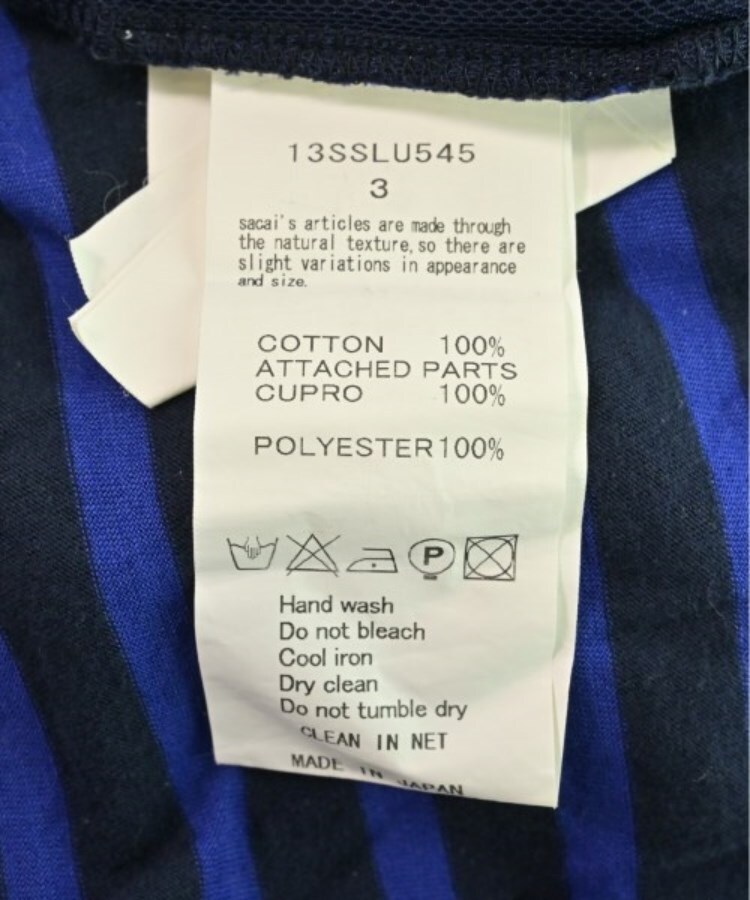 13SSLU545
3
sacai's articles are made through
the natural texture, so there are
slight variations in appearance
and size.
COTTON 100%
ATTACHED PARTS
CUPRO 100%
POLYESTER 100%
P
Hand wash
Do not bleach
Cool iron
Dry clean
Do not tumble dry
CLEAN IN NET
MADE IN JAPAN